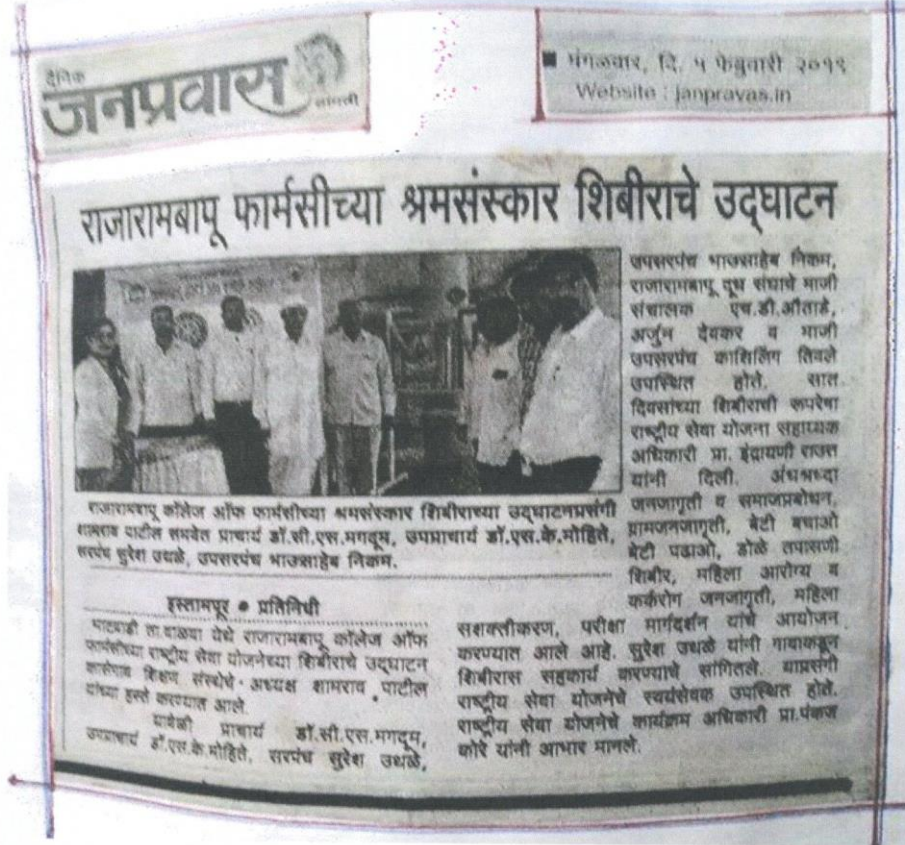 दैनिक
जनप्रवास
सांगली
■ मंगळवार, दि. ५ फेब्रुवारी २०१९
Website : janpravas.in
राजारामबापू फार्मसीच्या श्रमसंस्कार शिबीराचे उद्घाटन
राजारामबापू कॉलेज ऑफ फार्मसीच्या श्रमसंस्कार शिबीराच्या उद्घाटनप्रसंगी
शामराव पाटील समवेत प्राचार्य डॉ.सी.एस.मगदूम, उपप्राचार्य डॉ.एस.के.मोहिते,
सरपंच सुरेश उथळे, उपसरपंच भाऊसाहेब निकम.
इस्लामपूर ● प्रतिनिधी
ता.वाळवा येथे राजारामबापू कॉलेज ऑफ
फार्मसीच्या राष्ट्रीय सेवा योजनेच्या शिबीराचे उद्घाटन
कासेगाव शिक्षण संस्थेचे अध्यक्ष शामराव पाटील
यांच्या हस्ते करण्यात आले.
यावेळी प्राचार्य डॉ.सी.एस.मगदूम,
उपप्राचार्य डॉ.एस.के.मोहिते, सरपंच सुरेश उथळे,
उपसरपंच भाऊसाहेब निकम,
राजारामबापू दूध संघाचे माजी
संचालक एच.डी.औताडे,
अर्जुन देवकर व माजी
उपसरपंच काशिलिंग तिवले
उपस्थित होते. सात
दिवसांच्या शिबीराची रूपरेषा
राष्ट्रीय सेवा योजना सहाय्यक
अधिकारी प्रा. इंद्रायणी राऊत
यांनी दिली. अंधश्रध्दा
जनजागृती व समाजप्रबोधन,
ग्रामजनजागृती, बेटी बचाओ
बेटी पढाओ, डोळे तपासणी
शिबीर, महिला आरोग्य व
कर्करोग जनजागृती, महिला
सशक्तीकरण, परीक्षा मार्गदर्शन यांचे आयोजन
करण्यात आले आहे. सुरेश उथळे यांनी गावाकडून
शिबीरास सहकार्य करण्याचे सांगितले. याप्रसंगी
राष्ट्रीय सेवा योजनेचे स्वयंसेवक उपस्थित होते.
राष्ट्रीय सेवा योजनेचे कार्यक्रम अधिकारी प्रा.पंकज
कोरे यांनी आभार मानले.